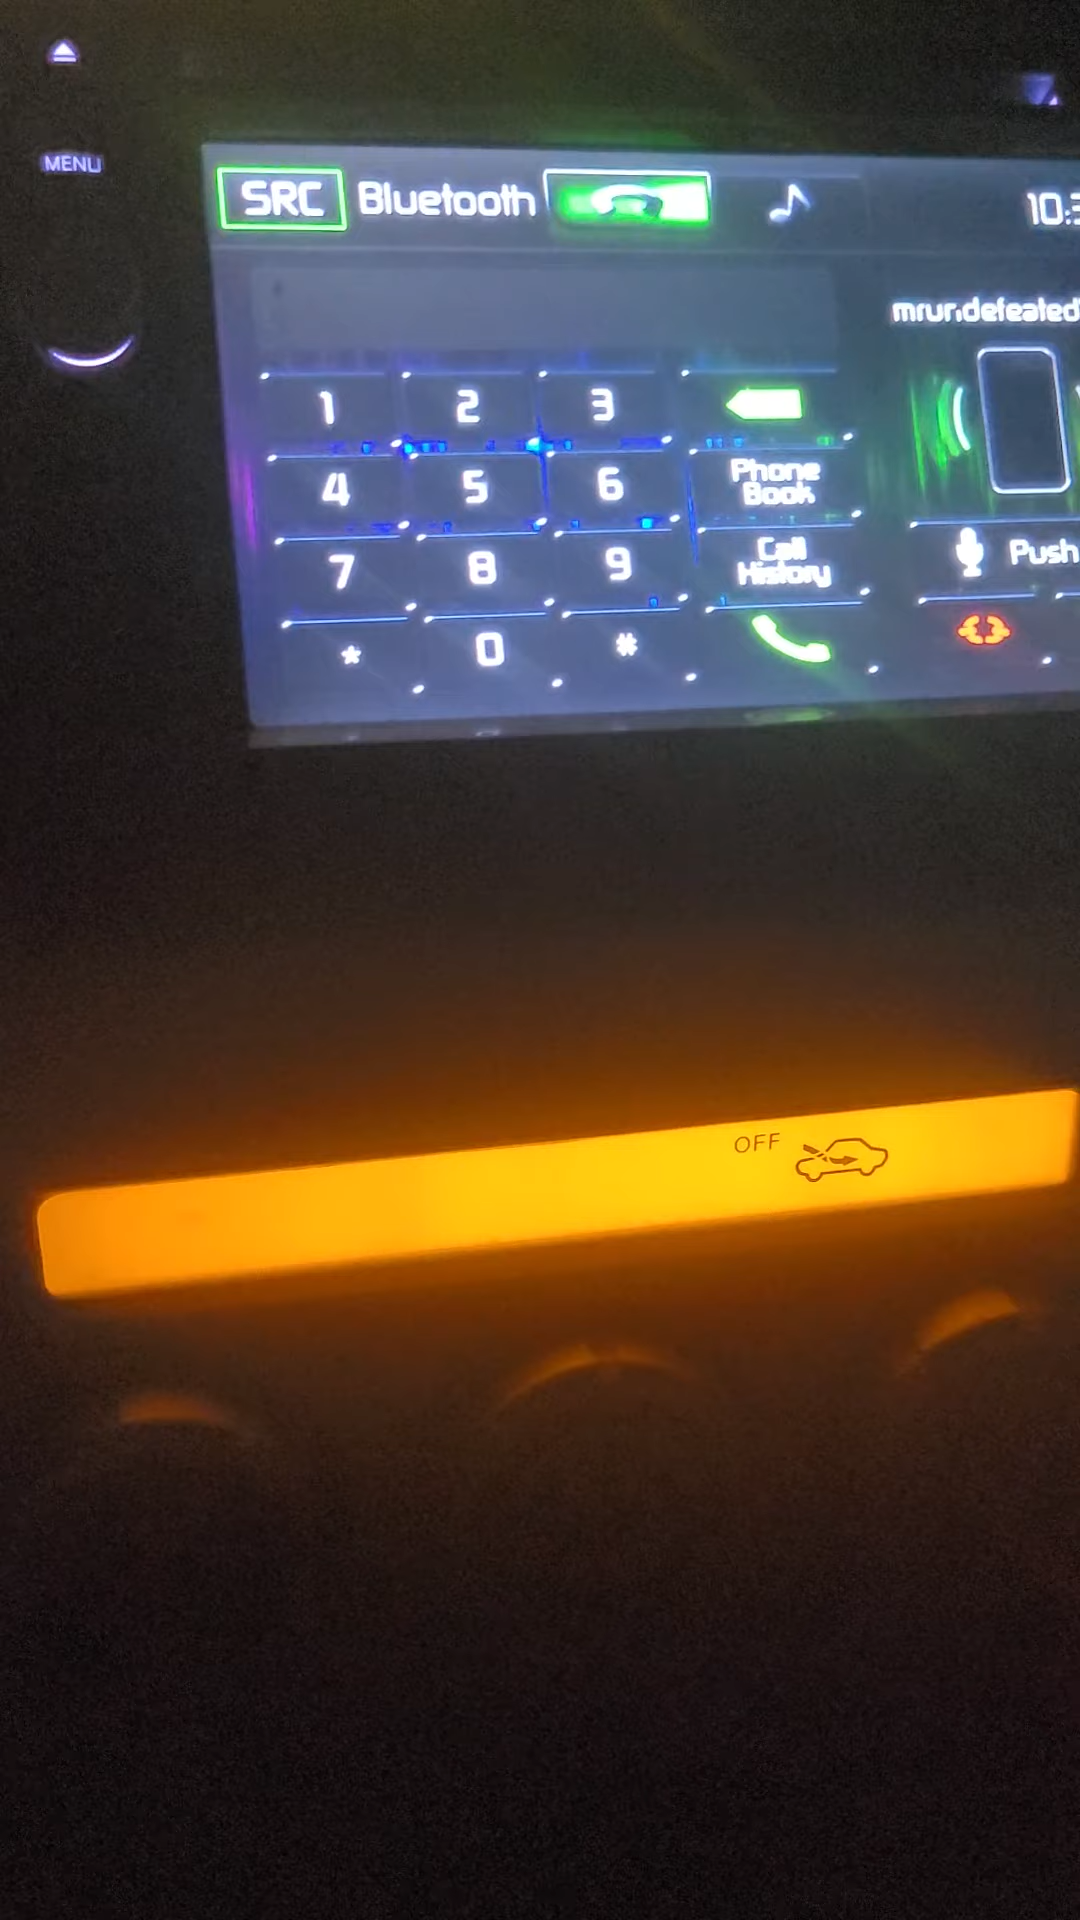 MENU
SRC Bluetooth
1 2 3
4 5 6 Phone Book
7 8 9 Call History
* 0 #
Push
OFF